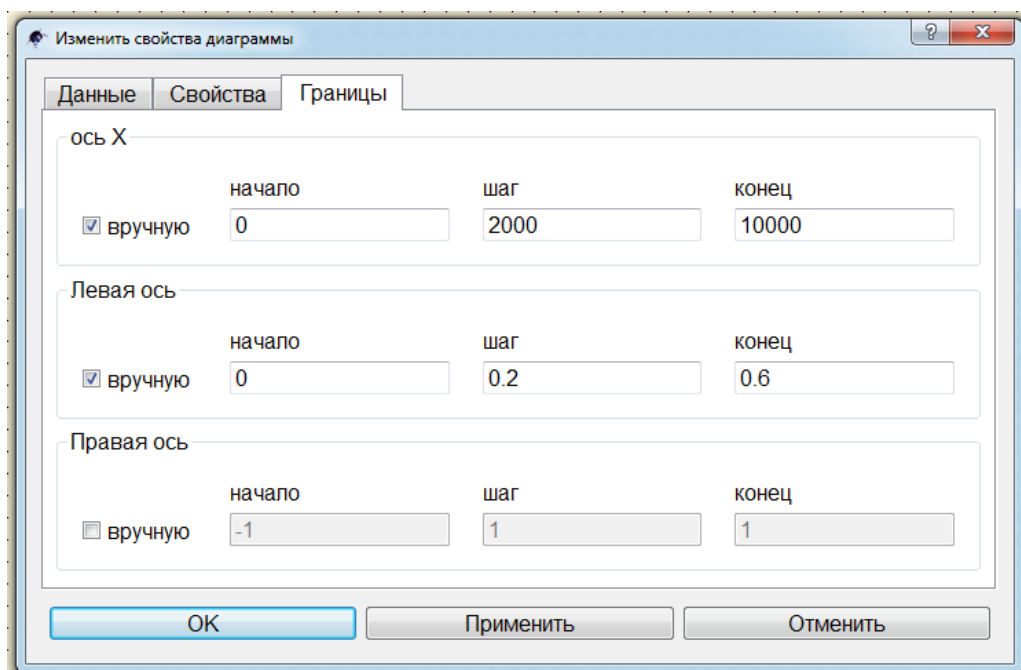 Изменить свойства диаграммы
?
Данные Свойства Границы
ось X
начало шаг конец
вручную 0 2000 10000
Левая ось
начало шаг конец
вручную 0 0.2 0.6
Правая ось
начало шаг конец
вручную -1 1 1
OK Применить Отменить